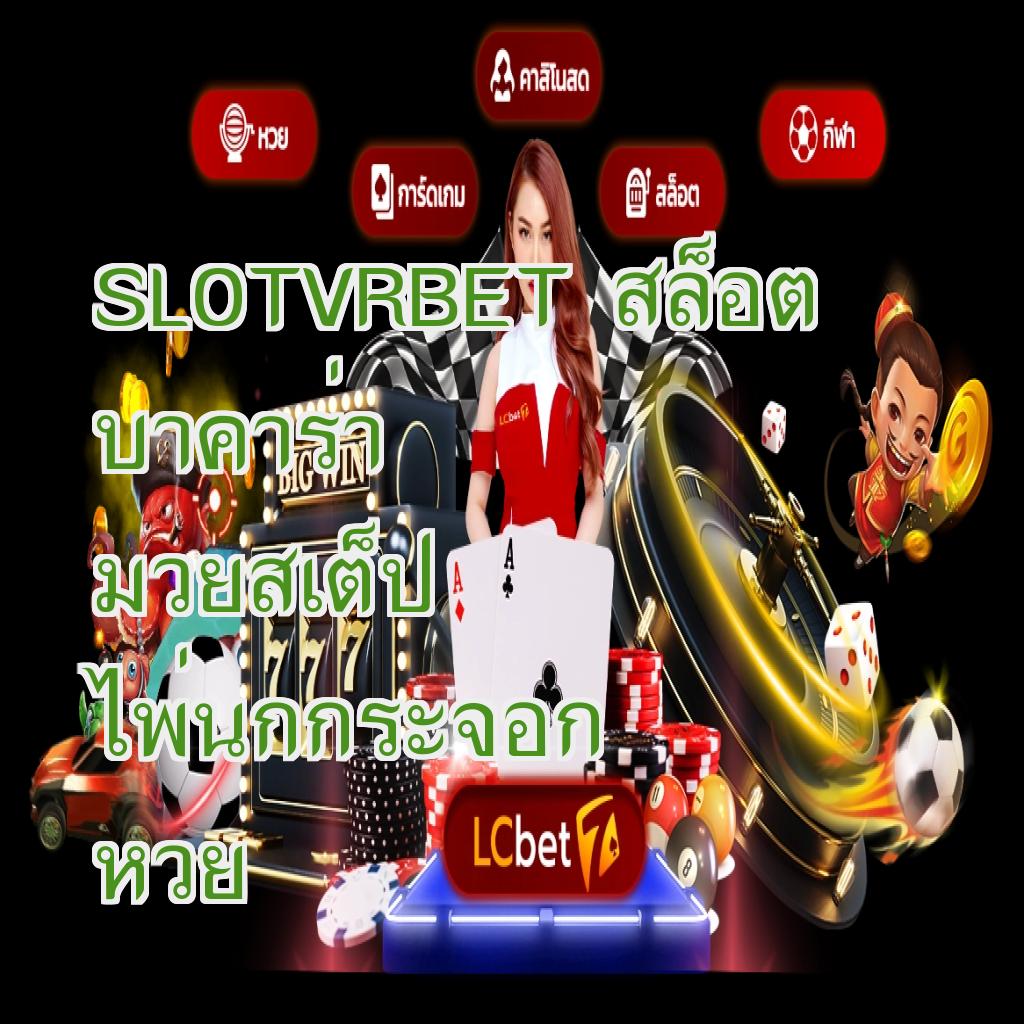 คาสิโนสด
หวย
กีฬา
การ์ดเกม
สล็อต
SLOTVRBET สล็อต
บาคาร่า
มวยสเต็ป
ไพ่นกกระจอก
หวย
LCbet
BIG WIN
777
A
A
G
11
8
LCbet